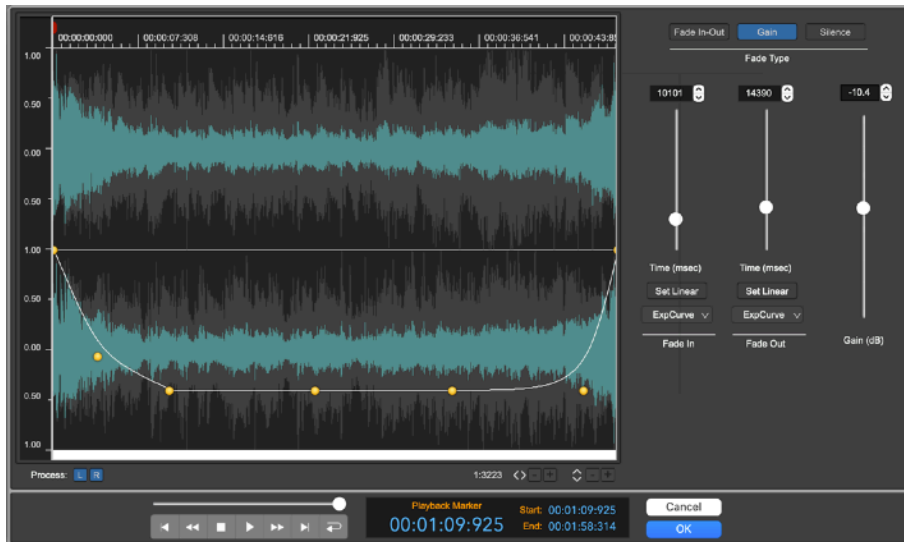 00:00:00:000 00:00:07:308 00:00:14:616 00:00:21:925 00:00:29:233 00:00:36:541 00:00:43:85
Fade In-Out Gain Silence
Fade Type
1.00
0.50
0.00
0.50
1.00
0.50
0.00
0.50
1.00
10101 14390 -10.4
Time (msec) Time (msec)
Set Linear Set Linear
ExpCurve ExpCurve
Fade In Fade Out Gain (dB)
Process: L R 1:3223
Playback Marker
00:01:09:925
Start: 00:01:09:925
End: 00:01:58:314
Cancel
OK